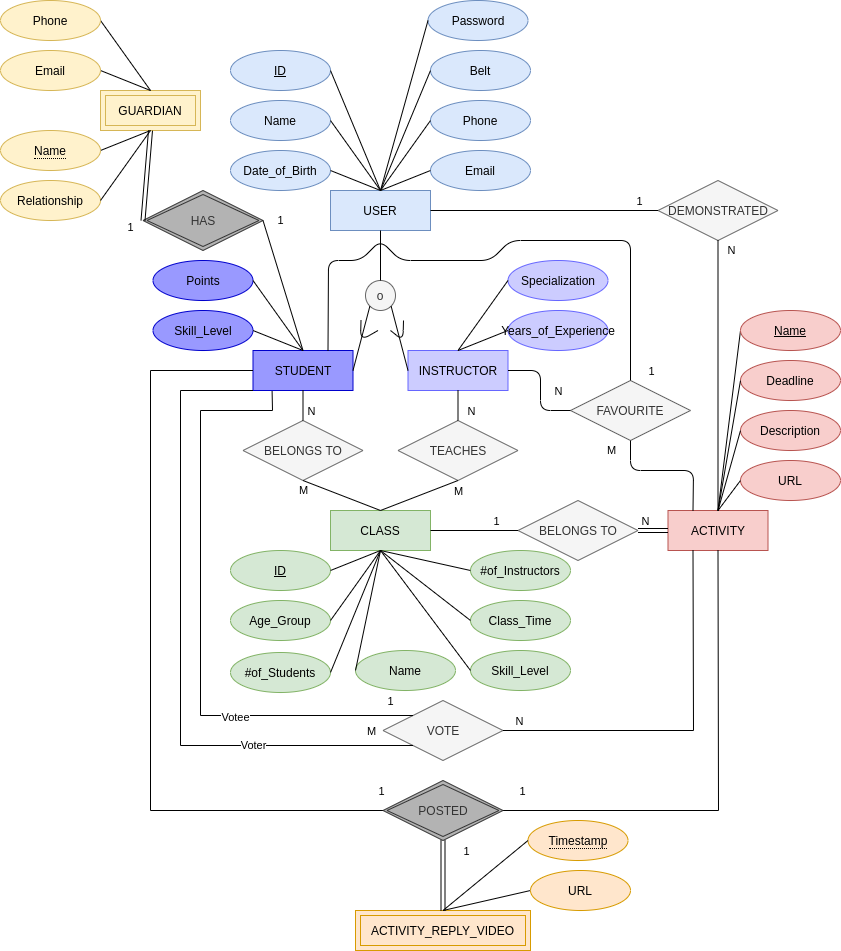 Phone
Password
Email
ID
Belt
GUARDIAN
Name
Phone
Name
Date_of_Birth
Email
Relationship
USER
1
DEMONSTRATED
HAS
1
1
N
Points
Specialization
o
Skill_Level
Years_of_Experience
Name
STUDENT
INSTRUCTOR
1
Deadline
N
N
N
FAVOURITE
Description
BELONGS TO
TEACHES
M
M
M
URL
CLASS
1
BELONGS TO
N
ACTIVITY
ID
#of_Instructors
Age_Group
Class_Time
#of_Students
Name
Skill_Level
1
Votee
M
VOTE
N
Voter
1
1
POSTED
1
Timestamp
URL
ACTIVITY_REPLY_VIDEO